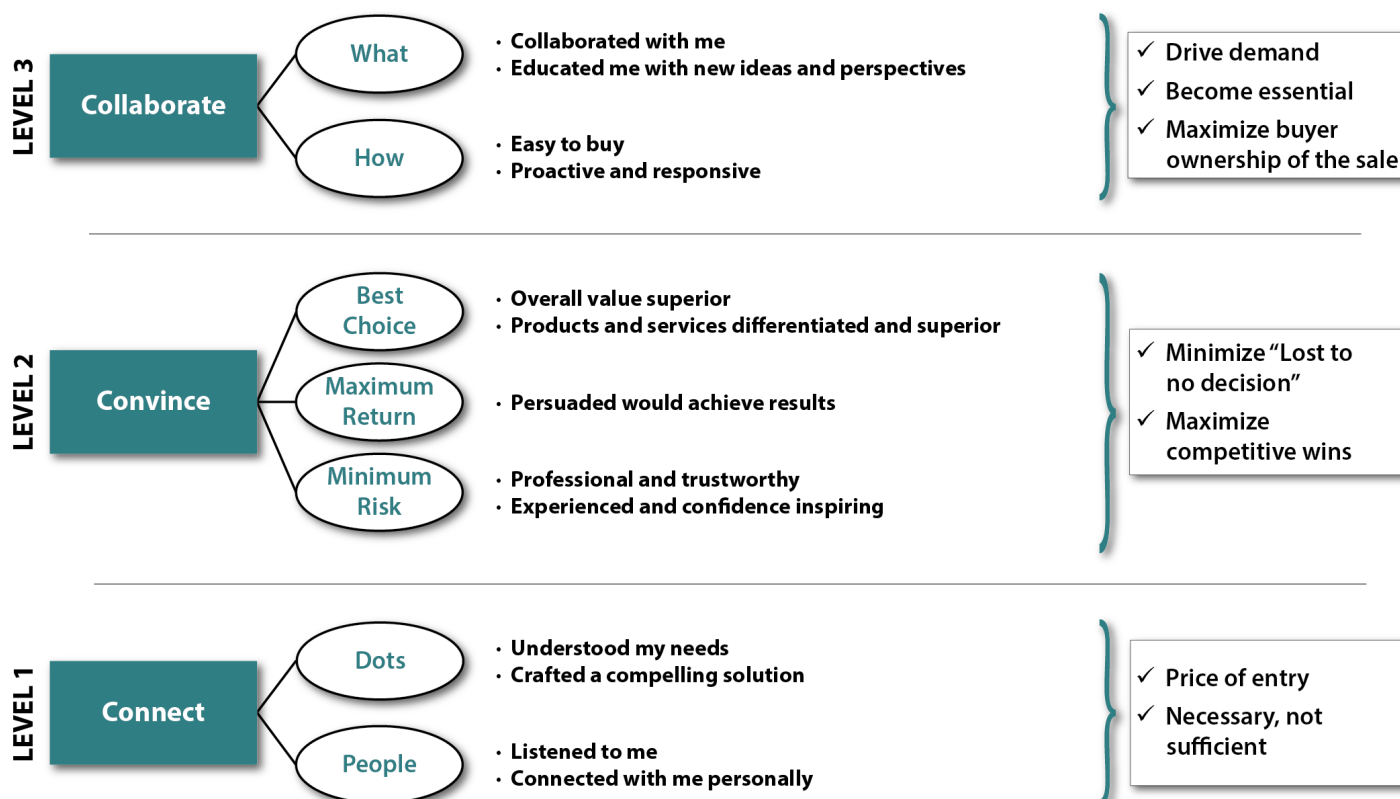 LEVEL 3
Collaborate
What
• Collaborated with me
• Educated me with new ideas and perspectives
How
• Easy to buy
• Proactive and responsive
✓ Drive demand
✓ Become essential
✓ Maximize buyer
ownership of the sale
LEVEL 2
Convince
Best
Choice
• Overall value superior
• Products and services differentiated and superior
Maximum
Return
• Persuaded would achieve results
Minimum
Risk
• Professional and trustworthy
• Experienced and confidence inspiring
✓ Minimize “Lost to
no decision”
✓ Maximize
competitive wins
LEVEL 1
Connect
Dots
• Understood my needs
• Crafted a compelling solution
People
• Listened to me
• Connected with me personally
✓ Price of entry
✓ Necessary, not
sufficient